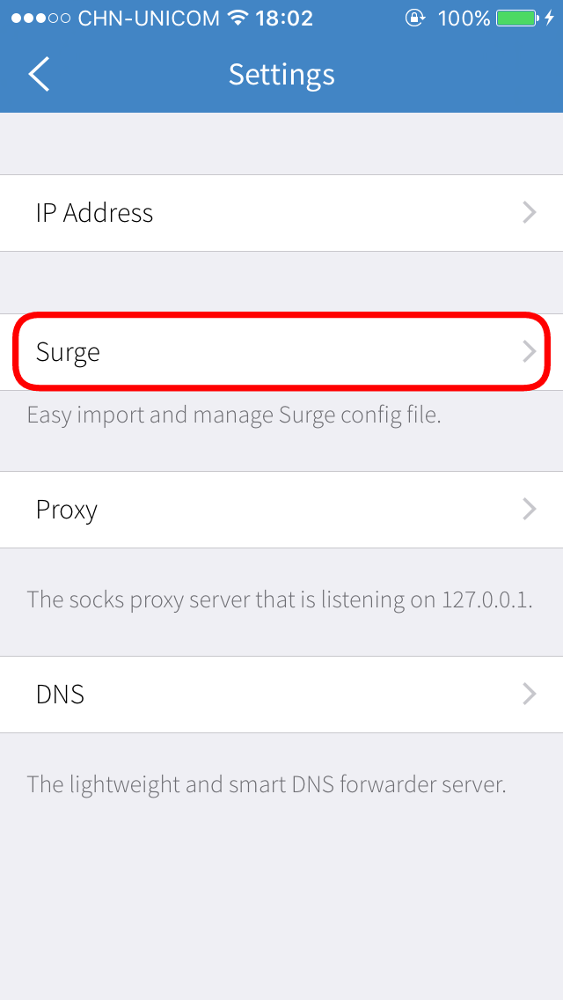 CHN-UNICOM 18:02 100%
Settings
IP Address
Surge
Easy import and manage Surge config file.
Proxy
The socks proxy server that is listening on 127.0.0.1.
DNS
The lightweight and smart DNS forwarder server.